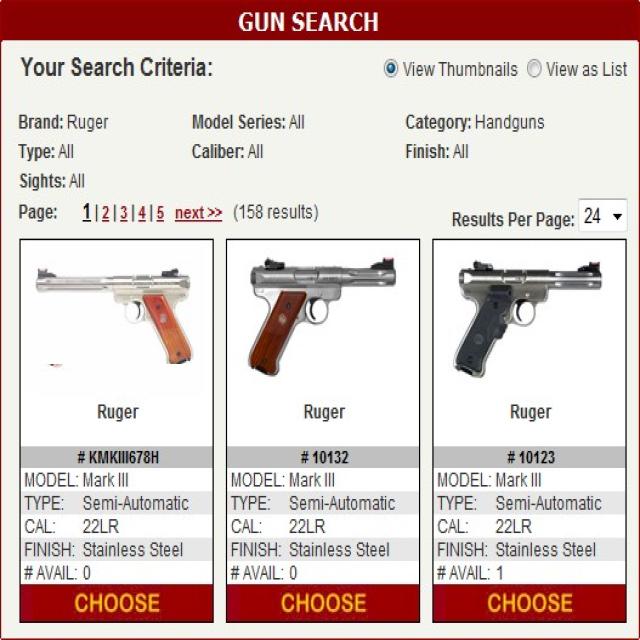 GUN SEARCH
Your Search Criteria: View Thumbnails View as List
Brand: Ruger Model Series: All Category: Handguns
Type: All Caliber: All Finish: All
Sights: All
Page: 1 | 2 | 3 | 4 | 5 next >> (158 results) Results Per Page: 24
Ruger Ruger Ruger
# KMKIII678H # 10132 # 10123
MODEL: Mark III MODEL: Mark III MODEL: Mark III
TYPE: Semi-Automatic TYPE: Semi-Automatic TYPE: Semi-Automatic
CAL: 22LR CAL: 22LR CAL: 22LR
FINISH: Stainless Steel FINISH: Stainless Steel FINISH: Stainless Steel
# AVAIL: 0 # AVAIL: 0 # AVAIL: 1
CHOOSE CHOOSE CHOOSE